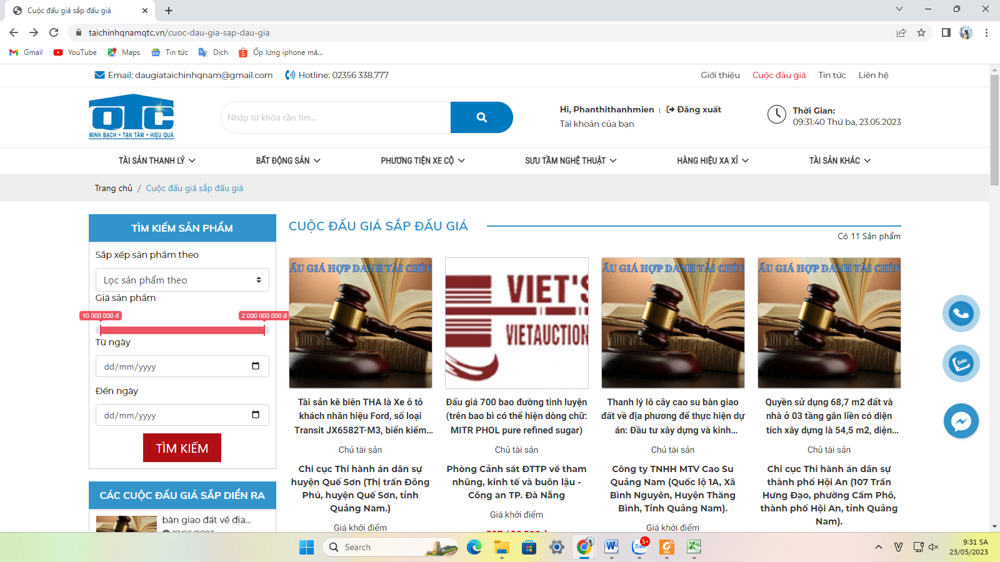 Cuộc đấu giá sắp đấu giá
taichinhqnamqtc.vn/cuoc-dau-gia-sap-dau-gia
Gmail
YouTube
Maps
Tin tức
Dịch
Ốp lưng iphone mâ...
Email: daugiataichinhqnam@gmail.com
Hotline: 02356 338.777
Giới thiệu
Cuộc đấu giá
Tin tức
Liên hệ
QTC
MINH BẠCH • TẬN TÂM • HIỆU QUẢ
Nhập từ khóa cần tìm...
Hi, Phanthithanhmien | Đăng xuất
Tài khoản của bạn
Thời Gian:
09:31:40 Thứ ba, 23.05.2023
TÀI SẢN THANH LÝ
BẤT ĐỘNG SẢN
PHƯƠNG TIỆN XE CỘ
SƯU TẦM NGHỆ THUẬT
HÀNG HIỆU XA XỈ
TÀI SẢN KHÁC
Trang chủ / Cuộc đấu giá sắp đấu giá
TÌM KIẾM SẢN PHẨM
Sắp xếp sản phẩm theo
Lọc sản phẩm theo
Giá sản phẩm
10 000 000 đ
2 000 000 000 đ
Từ ngày
dd/mm/yyyy
Đến ngày
dd/mm/yyyy
TÌM KIẾM
CÁC CUỘC ĐẤU GIÁ SẮP DIỄN RA
bàn giao đất về địa...
17/05/2023
CUỘC ĐẤU GIÁ SẮP ĐẤU GIÁ
Có 11 Sản phẩm
ẤU GIÁ HỢP DANH TÀI CHÍN
Tài sản kê biên THA là Xe ô tô
khách nhãn hiệu Ford, số loại
Transit JX6582T-M3, biển kiểm...
Chủ tài sản
Chi cục Thi hành án dân sự
huyện Quế Sơn (Thị trấn Đông
Phú, huyện Quế Sơn, tỉnh
Quảng Nam.)
Giá khởi điểm
VIET'S
VIETAUCTION
Đấu giá 700 bao đường tinh luyện
(trên bao bì có thể hiện dòng chữ:
MITR PHOL pure refined sugar)
Chủ tài sản
Phòng Cảnh sát ĐTTP về tham
nhũng, kinh tế và buôn lậu -
Công an TP. Đà Nẵng
Giá khởi điểm
ẤU GIÁ HỢP DANH TÀI CHÍN
Thanh lý lô cây cao su bàn giao
đất về địa phương để thực hiện dự
án: Đầu tư xây dựng và kinh...
Chủ tài sản
Công ty TNHH MTV Cao Su
Quảng Nam (Quốc lộ 1A, Xã
Bình Nguyên, Huyện Thăng
Bình, Tỉnh Quảng Nam).
Giá khởi điểm
ẤU GIÁ HỢP DANH TÀI CHÍN
Quyền sử dụng 68,7 m2 đất và
nhà ở 03 tầng gắn liền có diện
tích xây dựng là 54,5 m2, diện...
Chủ tài sản
Chi cục Thi hành án dân sự
thành phố Hội An (107 Trần
Hưng Đạo, phường Cẩm Phô,
thành phố Hội An, tỉnh Quảng
Nam).
Zalo
Search
Zalo
5+
PDF
9:31 SA
23/05/2023